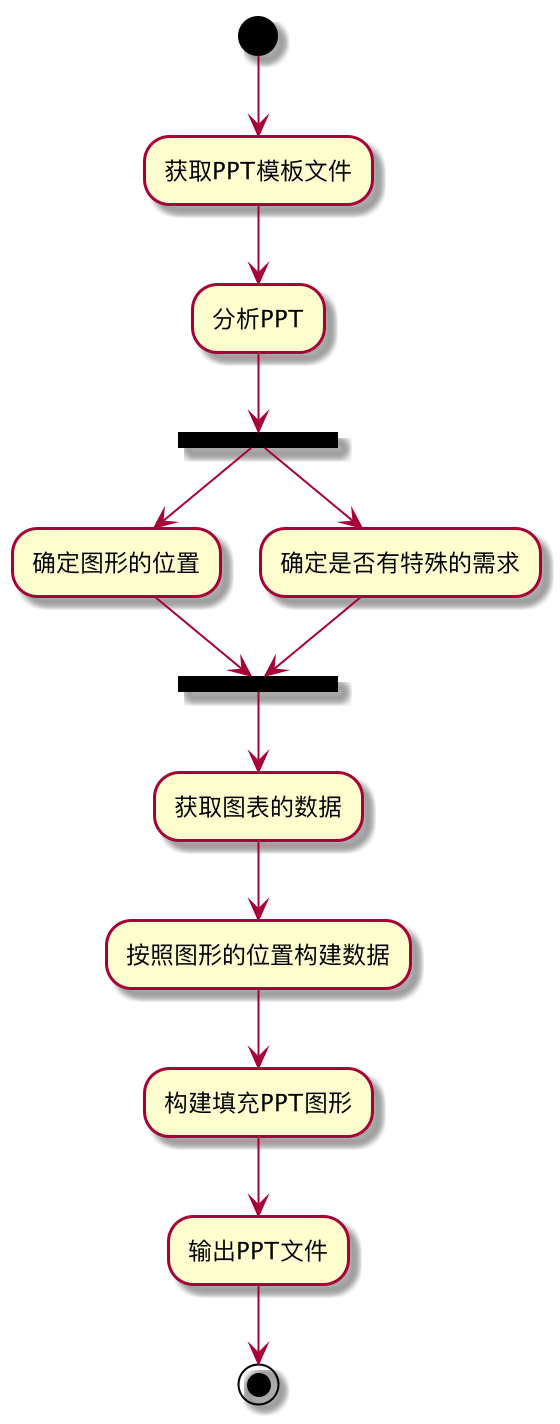 获取PPT模板文件
分析PPT
确定图形的位置
确定是否有特殊的需求
获取图表的数据
按照图形的位置构建数据
构建填充PPT图形
输出PPT文件